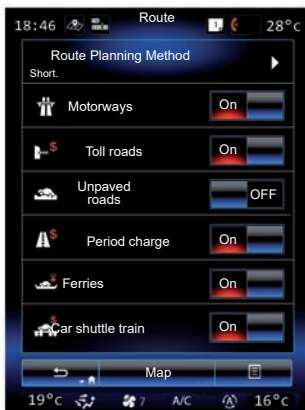 18:46 Route 28°c
Route Planning Method
Short.
Motorways On
Toll roads On
Unpaved
roads OFF
Period charge On
Ferries On
Car shuttle train On
Map
19°c 7 A/C 16°c